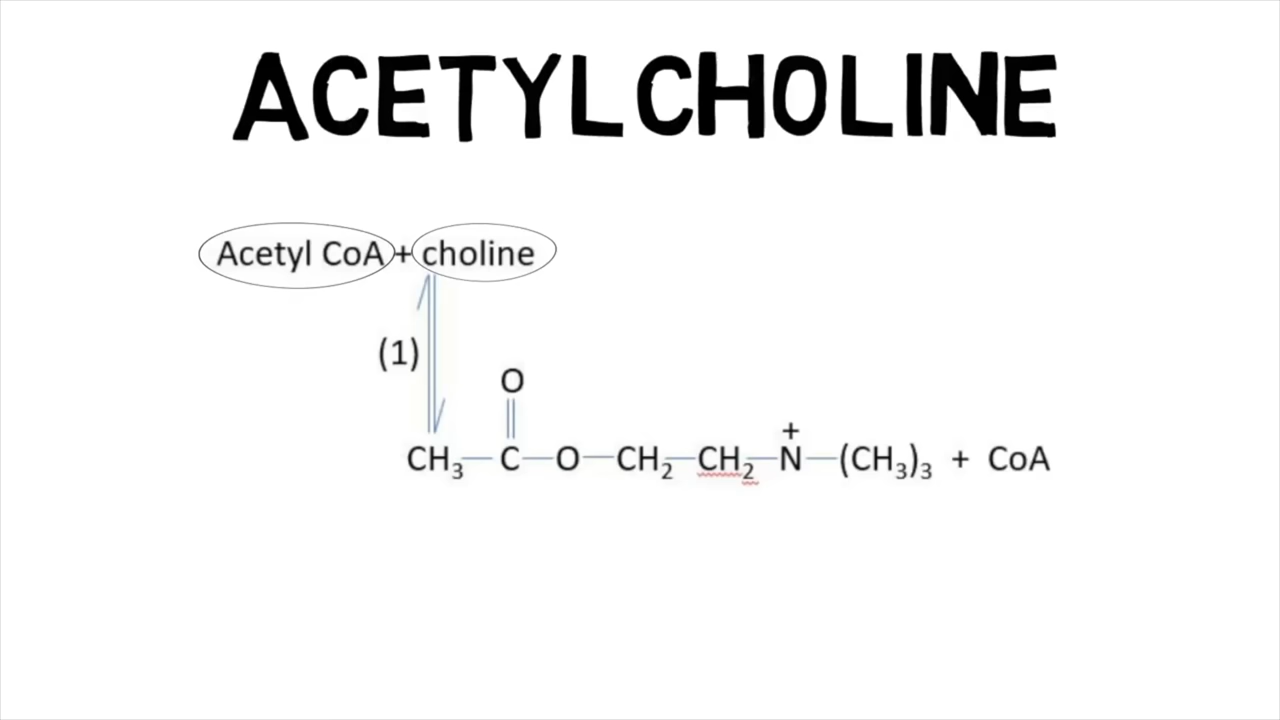 ACETYLCHOLINE
Acetyl CoA + choline
(1)
O
||
+
CH₃—C—O—CH₂—CH₂—N—(CH₃)₃ + CoA